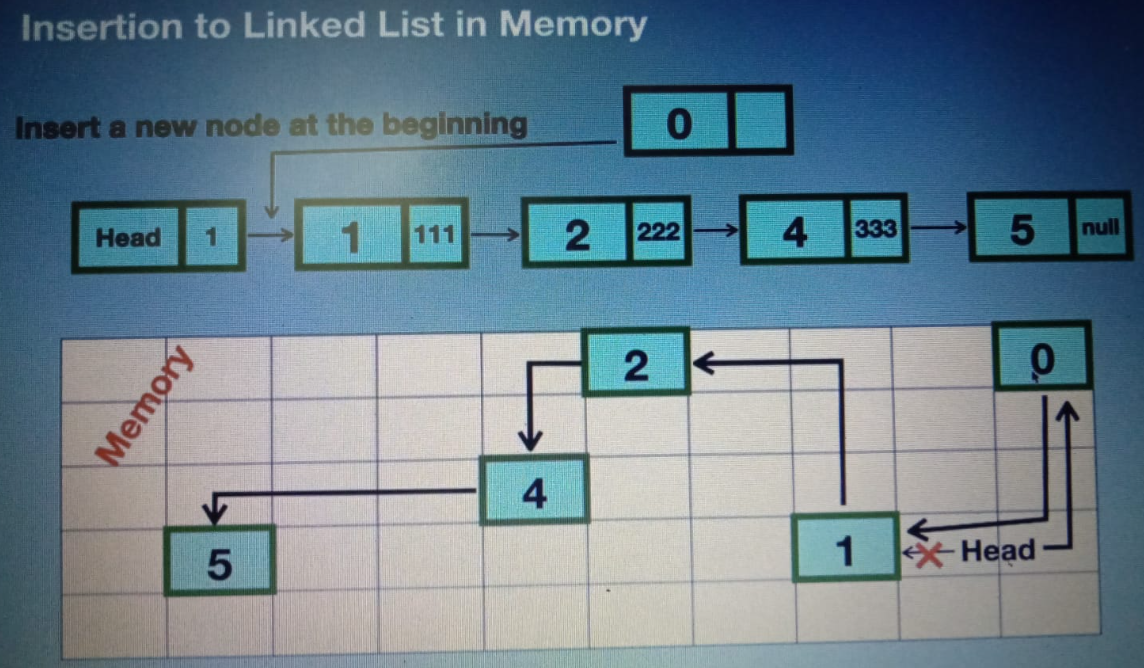 Insertion to Linked List in Memory
0
Insert a new node at the beginning
Head 1 1 111 2 222 4 333 5 null
Memory
2
0
4
5
1
Head